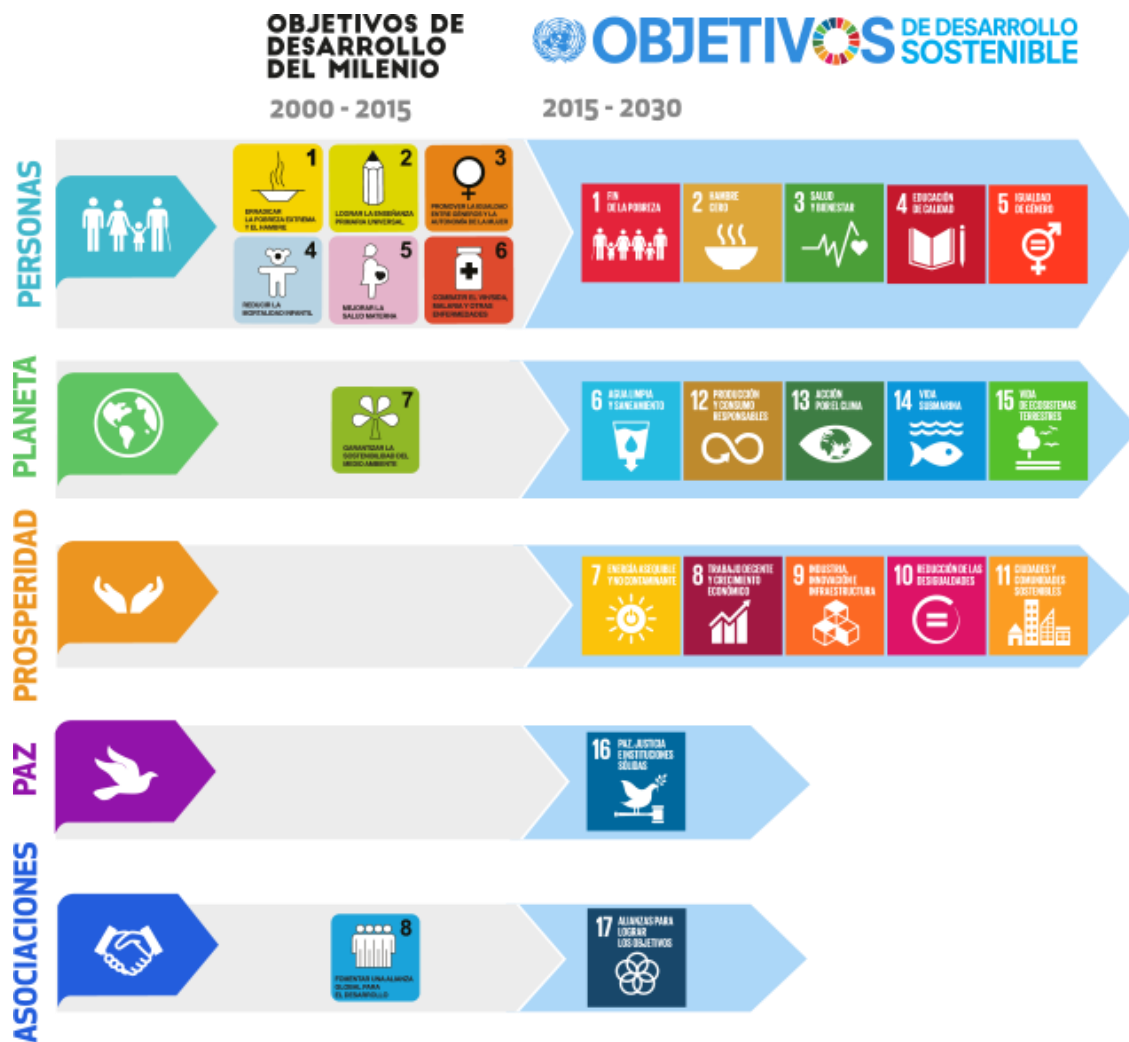 OBJETIVOS DE
DESARROLLO
DEL MILENIO
2000 - 2015
OBJETIVOS DE DESARROLLO
SOSTENIBLE
2015 - 2030
PERSONAS
1
ERRADICAR
LA POBREZA EXTREMA
Y EL HAMBRE
2
LOGRAR LA ENSEÑANZA
PRIMARIA UNIVERSAL
3
PROMOVER LA IGUALDAD
ENTRE GÉNEROS Y LA
AUTONOMÍA DE LA MUJER
4
REDUCIR LA
MORTALIDAD INFANTIL
5
MEJORAR LA
SALUD MATERNA
6
COMBATIR EL VIH/SIDA,
MALARIA Y OTRAS
ENFERMEDADES
1 FIN
DE LA POBREZA
2 HAMBRE
CERO
3 SALUD
Y BIENESTAR
4 EDUCACIÓN
DE CALIDAD
5 IGUALDAD
DE GÉNERO
PLANETA
7
GARANTIZAR LA
SOSTENIBILIDAD DEL
MEDIO AMBIENTE
6 AGUA LIMPIA
Y SANEAMIENTO
12 PRODUCCIÓN
Y CONSUMO
RESPONSABLES
13 ACCIÓN
POR EL CLIMA
14 VIDA
SUBMARINA
15 VIDA
DE ECOSISTEMAS
TERRESTRES
PROSPERIDAD
7 ENERGÍA ASEQUIBLE
Y NO CONTAMINANTE
8 TRABAJO DECENTE
Y CRECIMIENTO
ECONÓMICO
9 INDUSTRIA,
INNOVACIÓN E
INFRAESTRUCTURA
10 REDUCCIÓN DE LAS
DESIGUALDADES
11 CIUDADES Y
COMUNIDADES
SOSTENIBLES
PAZ
16 PAZ, JUSTICIA
E INSTITUCIONES
SÓLIDAS
ASOCIACIONES
8
FOMENTAR UNA ALIANZA
GLOBAL PARA
EL DESARROLLO
17 ALIANZAS PARA
LOGRAR
LOS OBJETIVOS